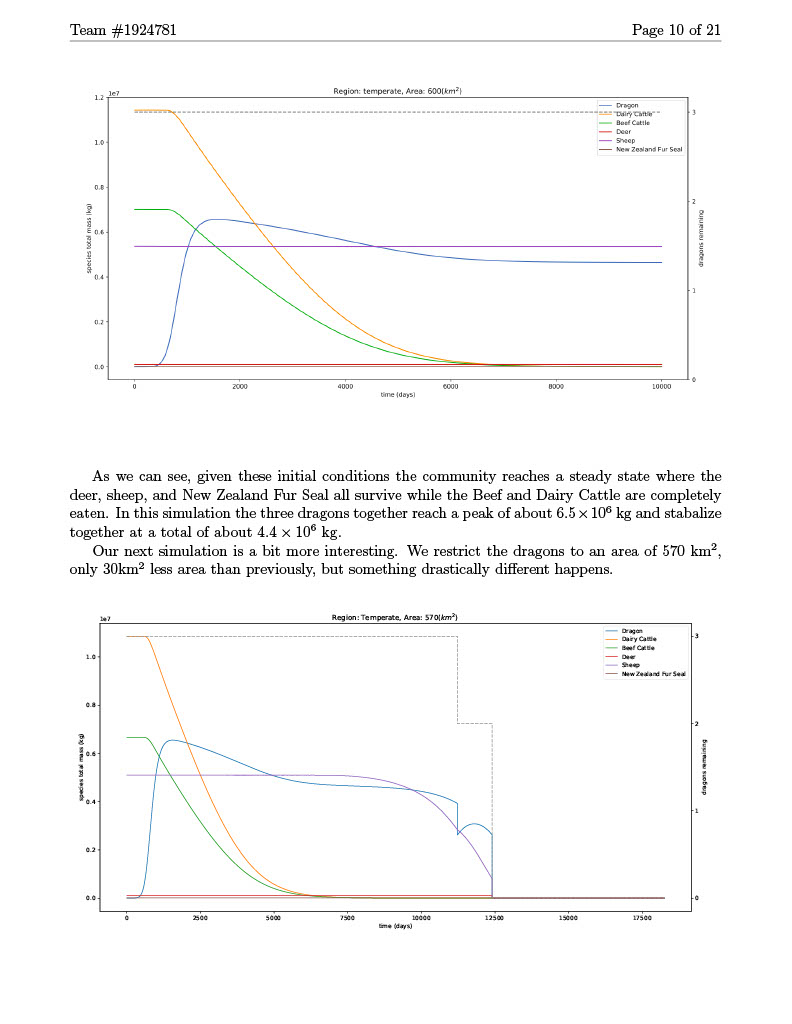 Team #1924781
Page 10 of 21
Region: temperate, Area: 600(km²)
1e7
1.2
1.0
0.8
0.6
0.4
0.2
0.0
species total mass (kg)
Dragon
Dairy Cattle
Beef Cattle
Deer
Sheep
New Zealand Fur Seal
3
2
1
0
dragons remaining
0 2000 4000 6000 8000 10000
time (days)
As we can see, given these initial conditions the community reaches a steady state where the
deer, sheep, and New Zealand Fur Seal all survive while the Beef and Dairy Cattle are completely
eaten. In this simulation the three dragons together reach a peak of about 6.5 × 10⁶ kg and stabalize
together at a total of about 4.4 × 10⁶ kg.
Our next simulation is a bit more interesting. We restrict the dragons to an area of 570 km²,
only 30km² less area than previously, but something drastically different happens.
Region: Temperate, Area: 570(km²)
1e7
1.0
0.8
0.6
0.4
0.2
0.0
species total mass (kg)
Dragon
Dairy Cattle
Beef Cattle
Deer
Sheep
New Zealand Fur Seal
3
2
1
0
dragons remaining
0 2500 5000 7500 10000 12500 15000 17500
time (days)